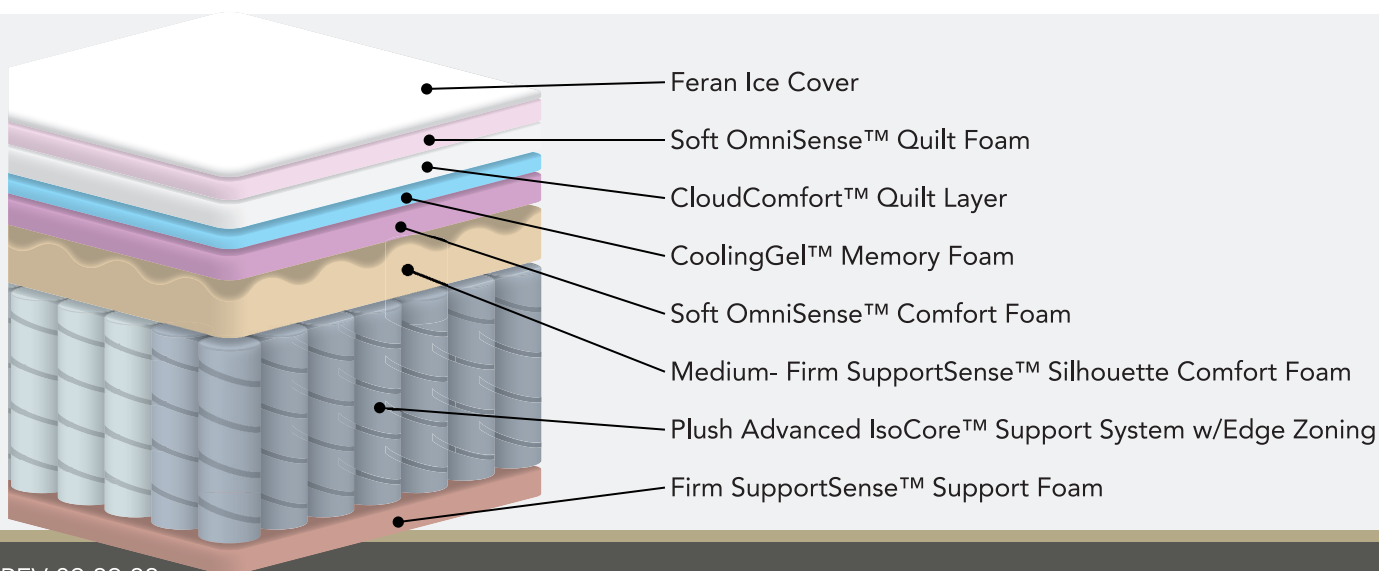 Feran Ice Cover
Soft OmniSense™ Quilt Foam
CloudComfort™ Quilt Layer
CoolingGel™ Memory Foam
Soft OmniSense™ Comfort Foam
Medium- Firm SupportSense™ Silhouette Comfort Foam
Plush Advanced IsoCore™ Support System w/Edge Zoning
Firm SupportSense™ Support Foam